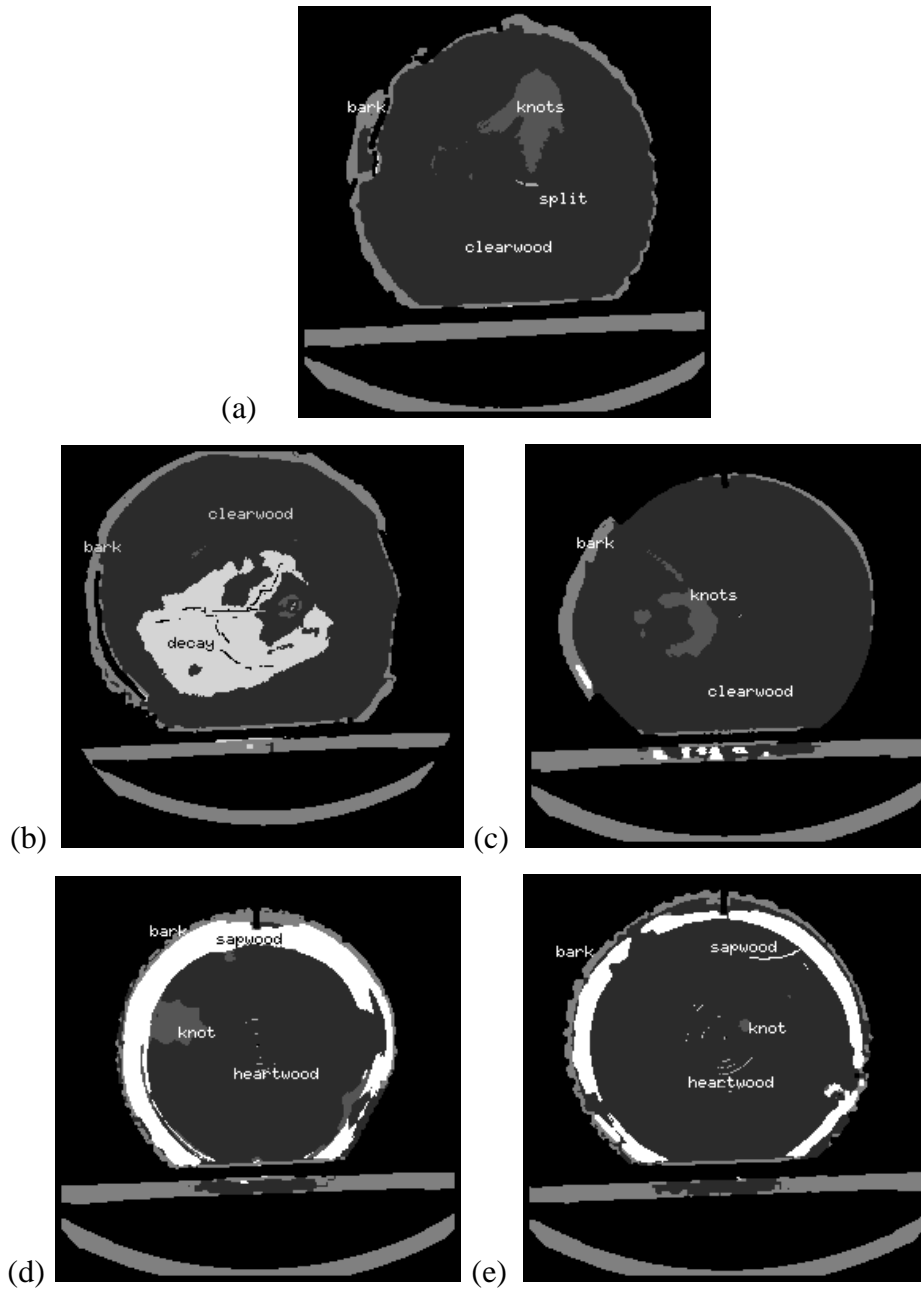 bark
knots
split
clearwood
(a)
clearwood
bark
decay
(b)
bark
knots
clearwood
(c)
bark
sapwood
knot
heartwood
(d)
sapwood
bark
knot
heartwood
(e)